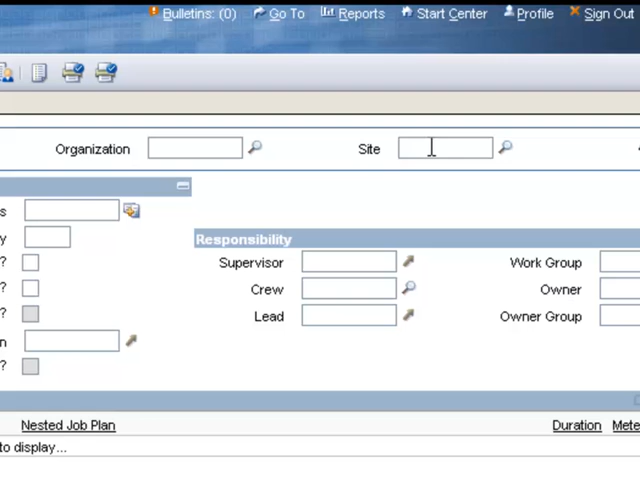 Bulletins: (0) Go To Reports Start Center Profile Sign Out
Organization Site
s
y
Responsibility
? Supervisor Work Group
? Crew Owner
? Lead Owner Group
n
?
Nested Job Plan Duration Mete
to display...